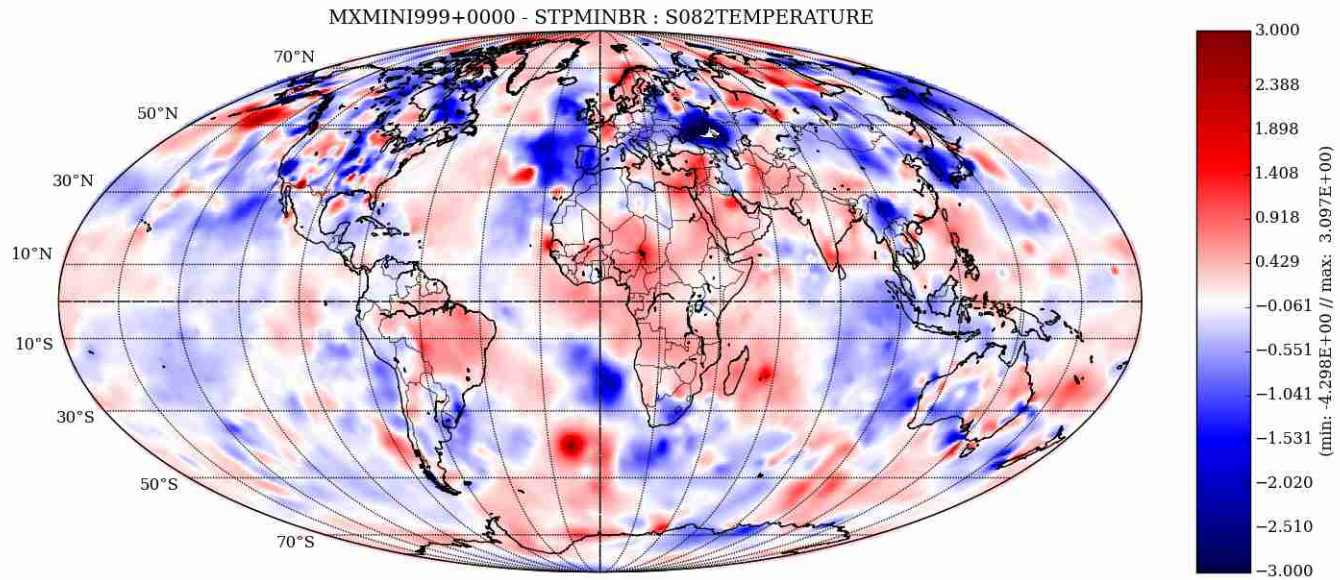 MXMINI999+0000 - STPMINBR : S082TEMPERATURE
70°N
50°N
30°N
10°N
10°S
30°S
50°S
70°S
3.000
2.388
1.898
1.408
0.918
0.429
−0.061
−0.551
−1.041
−1.531
−2.020
−2.510
−3.000
(min: -4.298E+00 // max: 3.097E+00)